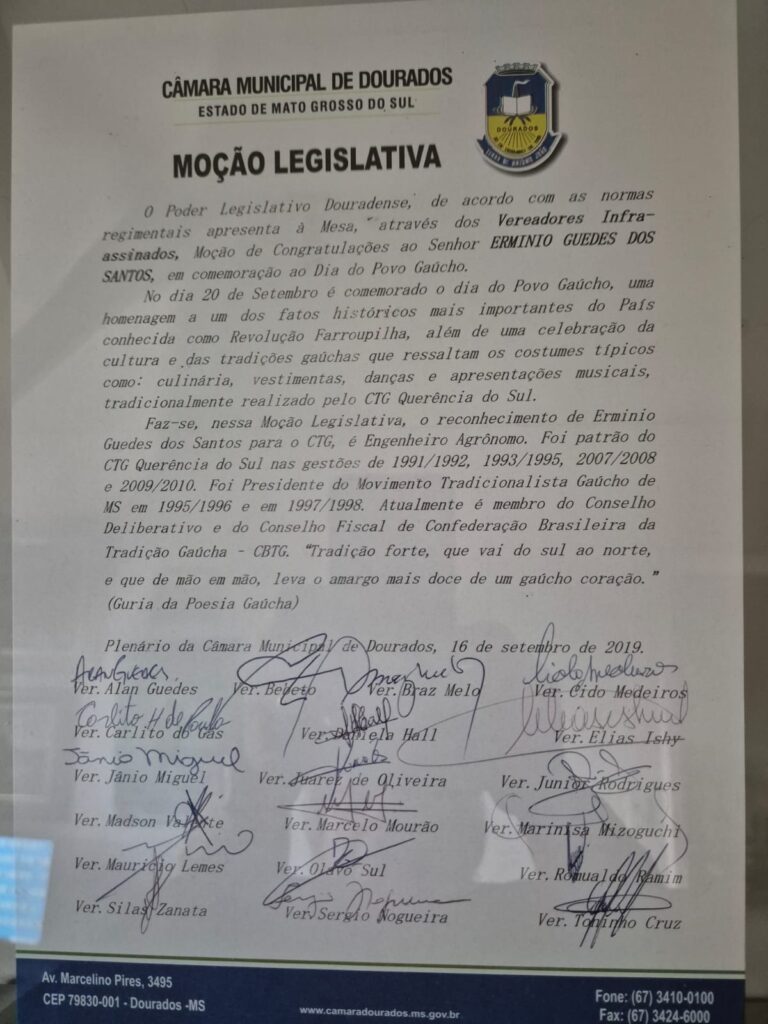 CÂMARA MUNICIPAL DE DOURADOS
ESTADO DE MATO GROSSO DO SUL
DOURADOS
MOÇÃO LEGISLATIVA
O Poder Legislativo Douradense, de acordo com as normas
regimentais apresenta à Mesa, através dos Vereadores Infra-
assinados, Moção de Congratulações ao Senhor ERMINIO GUEDES DOS
SANTOS, em comemoração ao Dia do Povo Gaúcho.
No dia 20 de Setembro é comemorado o dia do Povo Gaúcho, uma
homenagem a um dos fatos históricos mais importantes do País
conhecida como Revolução Farroupilha, além de uma celebração da
cultura e das tradições gaúchas que ressaltam os costumes típicos
como: culinária, vestimentas, danças e apresentações musicais,
tradicionalmente realizado pelo CTG Querência do Sul.
Faz-se, nessa Moção Legislativa, o reconhecimento de Erminio
Guedes dos Santos para o CTG, é Engenheiro Agrônomo. Foi patrão do
CTG Querência do Sul nas gestões de 1991/1992, 1993/1995, 2007/2008
e 2009/2010. Foi Presidente do Movimento Tradicionalista Gaúcho de
MS em 1995/1996 e em 1997/1998. Atualmente é membro do Conselho
Deliberativo e do Conselho Fiscal de Confederação Brasileira da
Tradição Gaúcha - CBTG. "Tradição forte, que vai do sul ao norte,
e que de mão em mão, leva o amargo mais doce de um gaúcho coração."
(Guria da Poesia Gaúcha)
Plenário da Câmara Municipal de Dourados, 16 de setembro de 2019.
Alan Guedes
Ver. Alan Guedes Ver. Bebeto Ver. Braz Melo Ver. Cido Medeiros
Carlito H de
Ver. Carlito do Gás Ver. Daniela Hall Ver. Elias Ishy
Jânio Miguel
Ver. Jânio Miguel Ver. Juarez de Oliveira Ver. Junior Rodrigues
Ver. Madson Valente Ver. Marcelo Mourão Ver. Marinisa Mizoguchi
Ver. Mauricio Lemes Ver. Olavo Sul Ver. Romualdo Ramim
Ver. Silas Zanata Ver. Sergio Nogueira Ver. Toninho Cruz
Av. Marcelino Pires, 3495
CEP 79830-001 - Dourados -MS
www.camaradourados.ms.gov.br
Fone: (67) 3410-0100
Fax: (67) 3424-6000